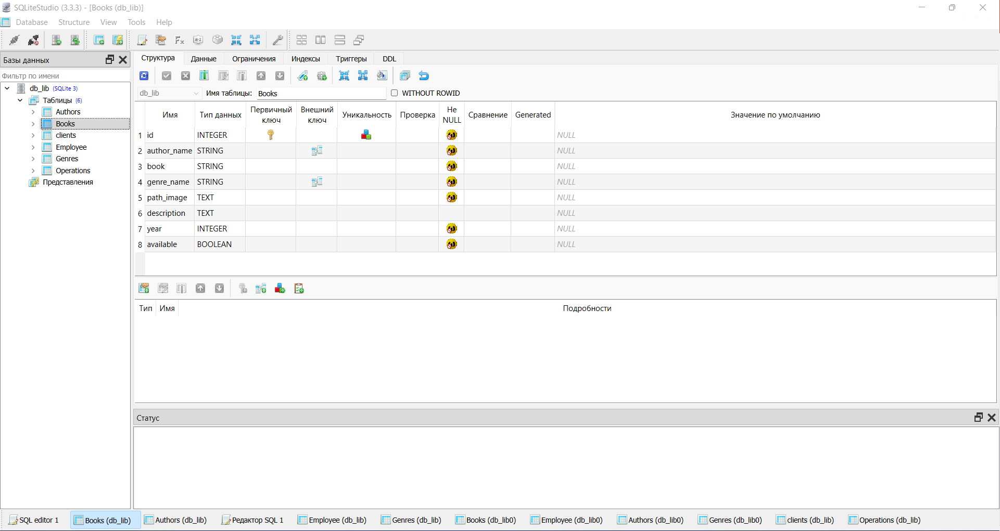 SQLiteStudio (3.3.3) - [Books (db_lib)]
Database Structure View Tools Help
Базы данных
Фильтр по имени
db_lib (SQLite 3)
Таблицы (6)
Authors
Books
clients
Employee
Genres
Operations
Представления
Структура Данные Ограничения Индексы Триггеры DDL
db_lib Имя таблицы: Books WITHOUT ROWID
Имя Тип данных Первичный ключ Внешний ключ Уникальность Проверка Не NULL Сравнение Generated Значение по умолчанию
1 id INTEGER NULL
2 author_name STRING NULL
3 book STRING NULL
4 genre_name STRING NULL
5 path_image TEXT NULL
6 description TEXT NULL
7 year INTEGER NULL
8 available BOOLEAN NULL
Тип Имя Подробности
Статус
SQL editor 1 Books (db_lib) Authors (db_lib) Редактор SQL 1 Employee (db_lib) Genres (db_lib) Books (db_lib0) Employee (db_lib0) Authors (db_lib0) Genres (db_lib0) clients (db_lib) Operations (db_lib)